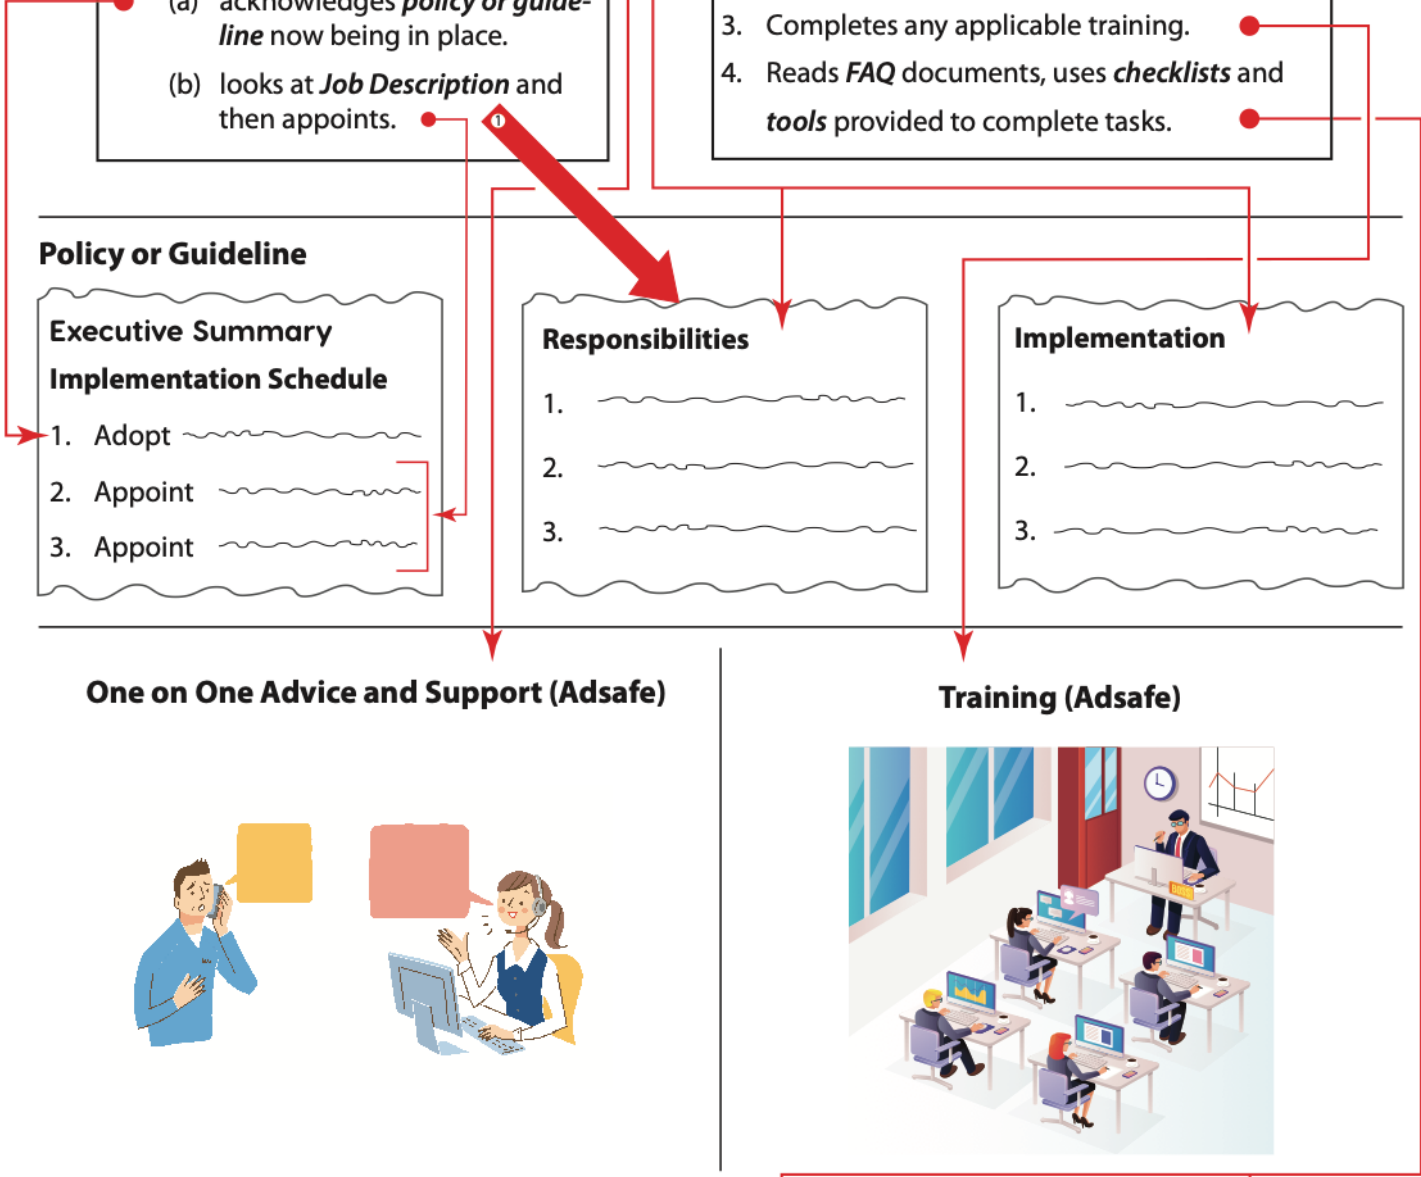 (a) acknowledges policy or guide-
line now being in place.
(b) looks at Job Description and
then appoints.
1
3. Completes any applicable training.
4. Reads FAQ documents, uses checklists and
tools provided to complete tasks.
Policy or Guideline
Executive Summary
Implementation Schedule
1. Adopt
2. Appoint
3. Appoint
Responsibilities
1.
2.
3.
Implementation
1.
2.
3.
One on One Advice and Support (Adsafe)
Training (Adsafe)
BOSS